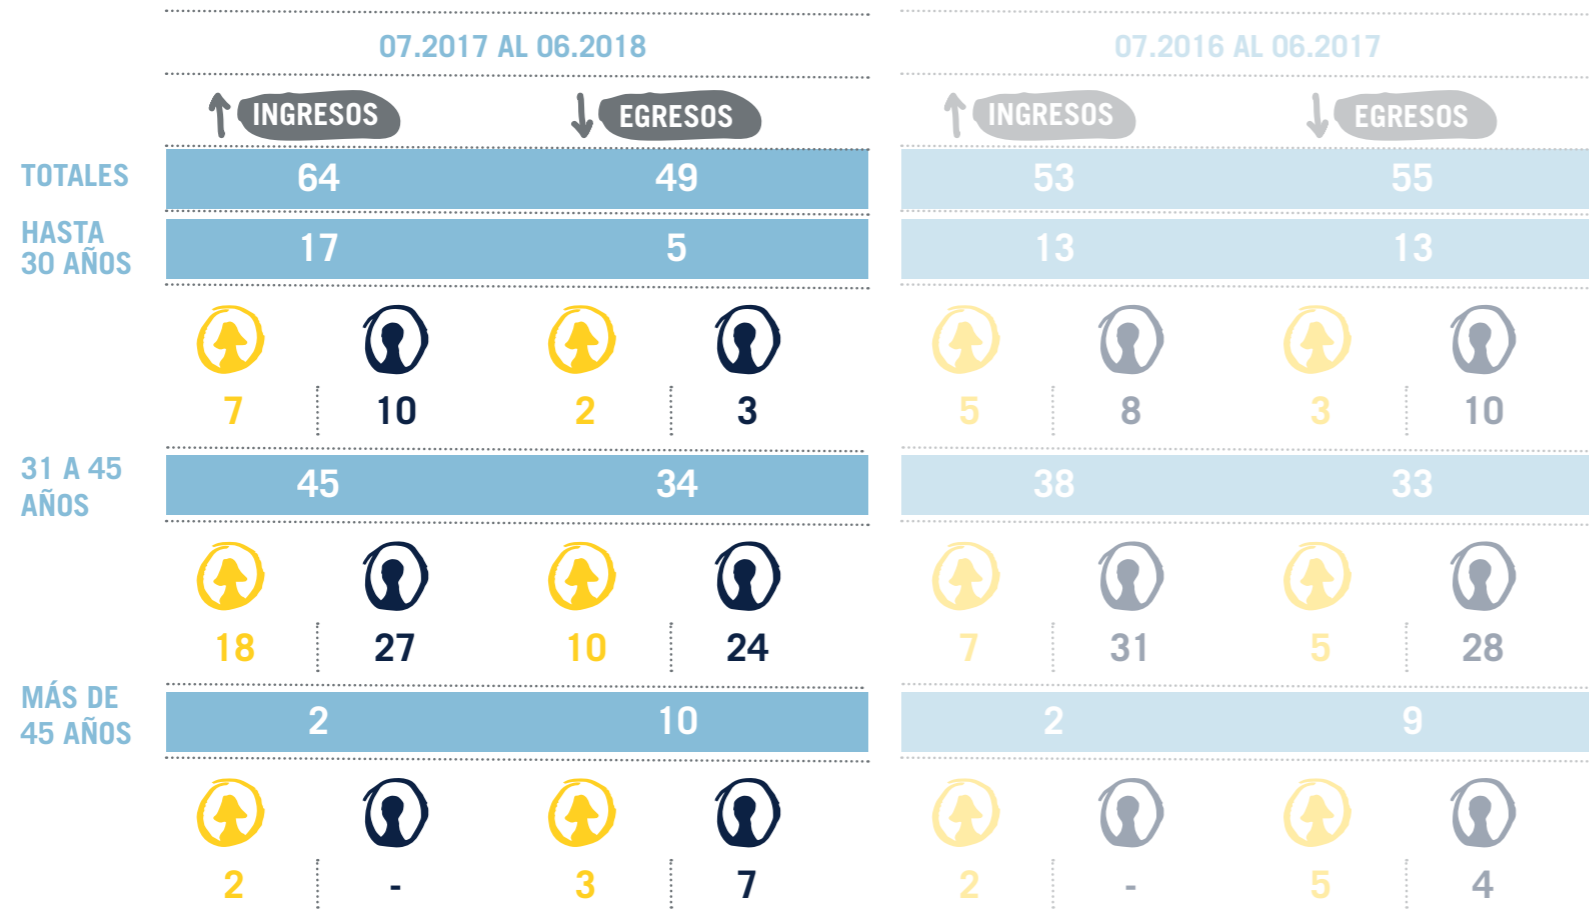 07.2017 AL 06.2018 07.2016 AL 06.2017
INGRESOS EGRESOS INGRESOS EGRESOS
TOTALES 64 49 53 55
HASTA
30 AÑOS 17 5 13 13
7 10 2 3 5 8 3 10
31 A 45
AÑOS 45 34 38 33
18 27 10 24 7 31 5 28
MÁS DE
45 AÑOS 2 10 2 9
2 - 3 7 2 - 5 4